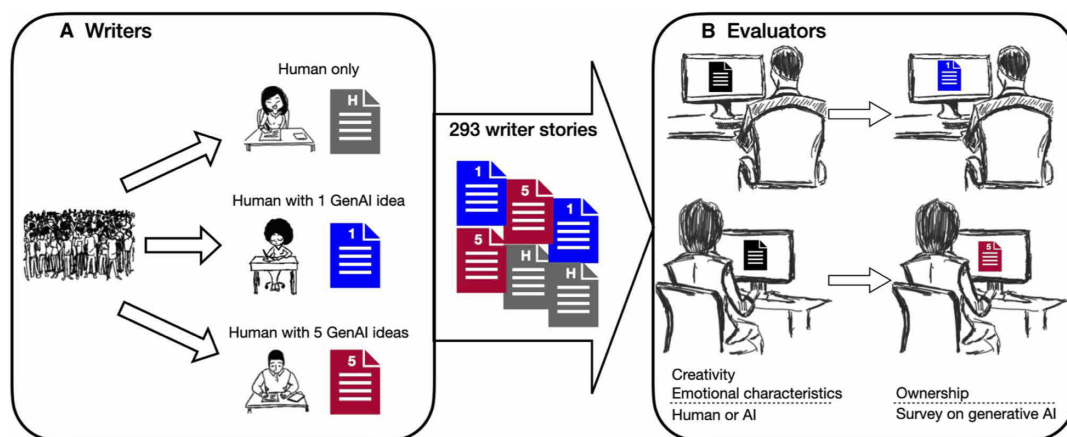 A Writers
Human only
H
Human with 1 GenAI idea
1
Human with 5 GenAI ideas
5
293 writer stories
1
5
1
5
H
H
B Evaluators
1
5
Creativity
Emotional characteristics
Human or AI
Ownership
Survey on generative AI